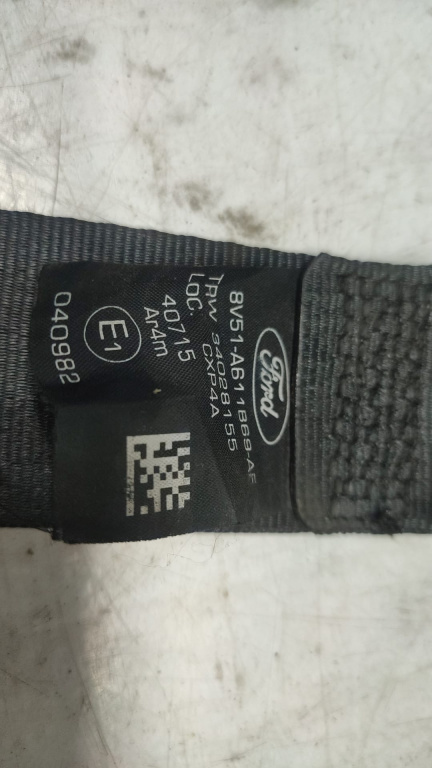 Ford
8V51-A611B69-AF
TRW 34028155
LOC. CXP4A
40715
Ar4m
E1
040982